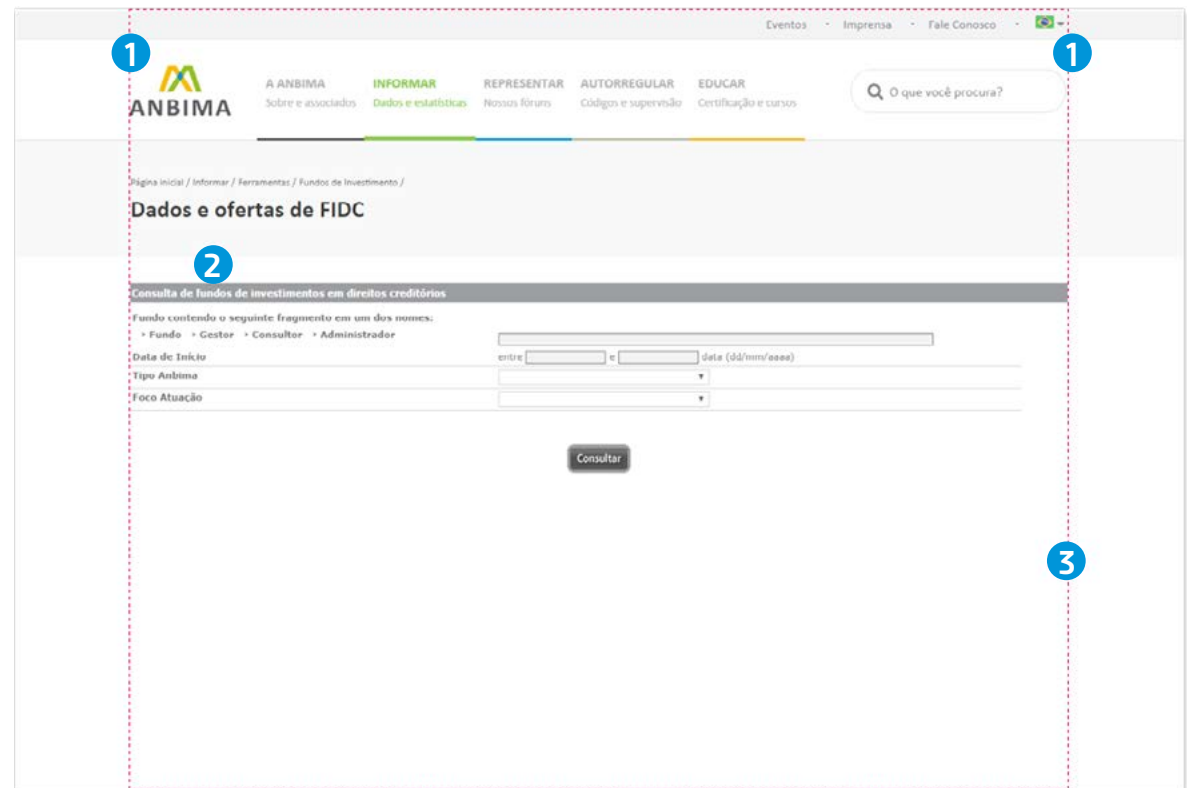 Eventos - Imprensa - Fale Conosco -
1 1
ANBIMA
A ANBIMA INFORMAR REPRESENTAR AUTORREGULAR EDUCAR
Sobre e associados Dados e estatísticas Nossos fóruns Códigos e supervisão Certificação e cursos
O que você procura?
Página inicial / Informar / Ferramentas / Fundos de Investimento /
Dados e ofertas de FIDC
2
Consulta de fundos de investimentos em direitos creditórios
Fundo contendo o seguinte fragmento em um dos nomes:
Fundo Gestor Consultor Administrador
Data de Início entre e data (dd/mm/aaaa)
Tipo Anbima
Foco Atuação
Consultar
3